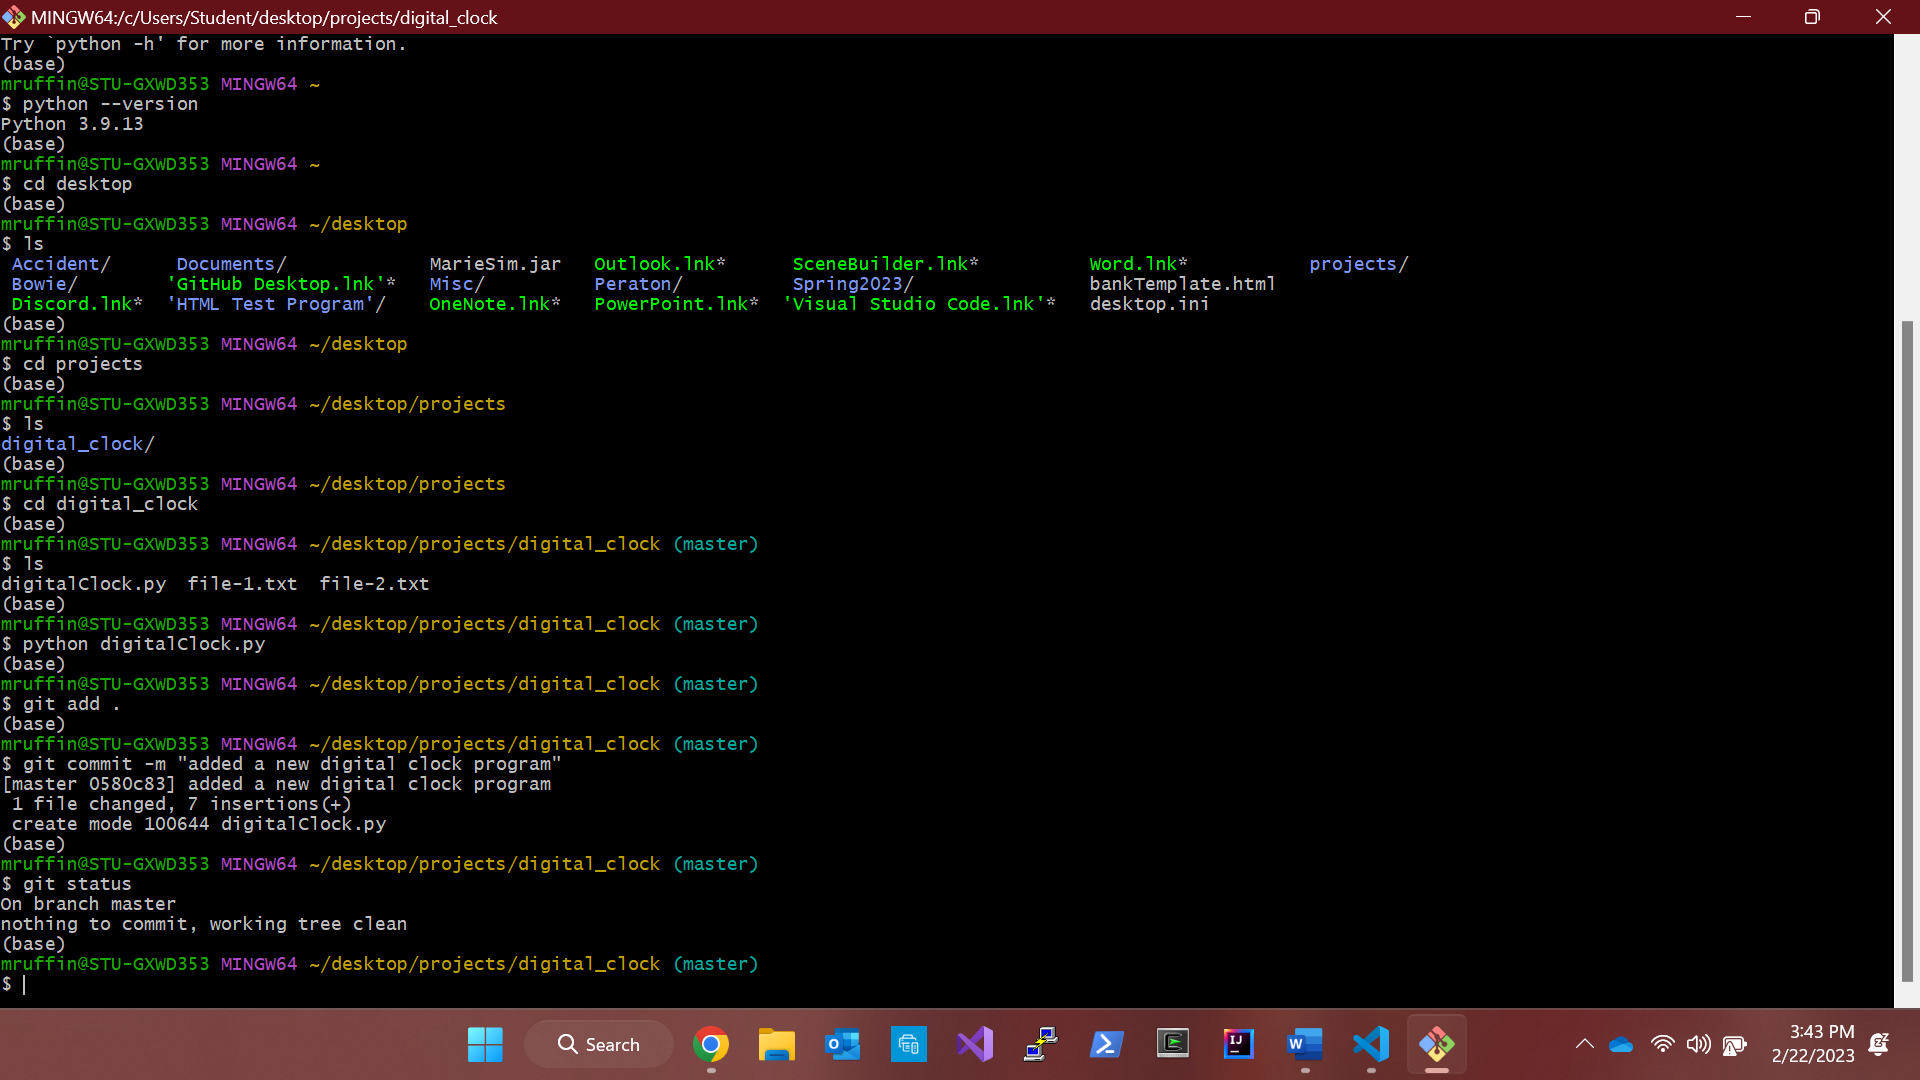 MINGW64:/c/Users/Student/desktop/projects/digital_clock
Try `python -h' for more information.
(base)
mruffin@STU-GXWD353 MINGW64 ~
$ python --version
Python 3.9.13
(base)
mruffin@STU-GXWD353 MINGW64 ~
$ cd desktop
(base)
mruffin@STU-GXWD353 MINGW64 ~/desktop
$ ls
Accident/ Documents/ MarieSim.jar Outlook.lnk* SceneBuilder.lnk* Word.lnk* projects/
Bowie/ 'GitHub Desktop.lnk'* Misc/ Peraton/ Spring2023/ bankTemplate.html
Discord.lnk* 'HTML Test Program'/ OneNote.lnk* PowerPoint.lnk* 'Visual Studio Code.lnk'* desktop.ini
(base)
mruffin@STU-GXWD353 MINGW64 ~/desktop
$ cd projects
(base)
mruffin@STU-GXWD353 MINGW64 ~/desktop/projects
$ ls
digital_clock/
(base)
mruffin@STU-GXWD353 MINGW64 ~/desktop/projects
$ cd digital_clock
(base)
mruffin@STU-GXWD353 MINGW64 ~/desktop/projects/digital_clock (master)
$ ls
digitalClock.py file-1.txt file-2.txt
(base)
mruffin@STU-GXWD353 MINGW64 ~/desktop/projects/digital_clock (master)
$ python digitalClock.py
(base)
mruffin@STU-GXWD353 MINGW64 ~/desktop/projects/digital_clock (master)
$ git add .
(base)
mruffin@STU-GXWD353 MINGW64 ~/desktop/projects/digital_clock (master)
$ git commit -m "added a new digital clock program"
[master 0580c83] added a new digital clock program
1 file changed, 7 insertions(+)
create mode 100644 digitalClock.py
(base)
mruffin@STU-GXWD353 MINGW64 ~/desktop/projects/digital_clock (master)
$ git status
On branch master
nothing to commit, working tree clean
(base)
mruffin@STU-GXWD353 MINGW64 ~/desktop/projects/digital_clock (master)
$
Search
3:43 PM
2/22/2023